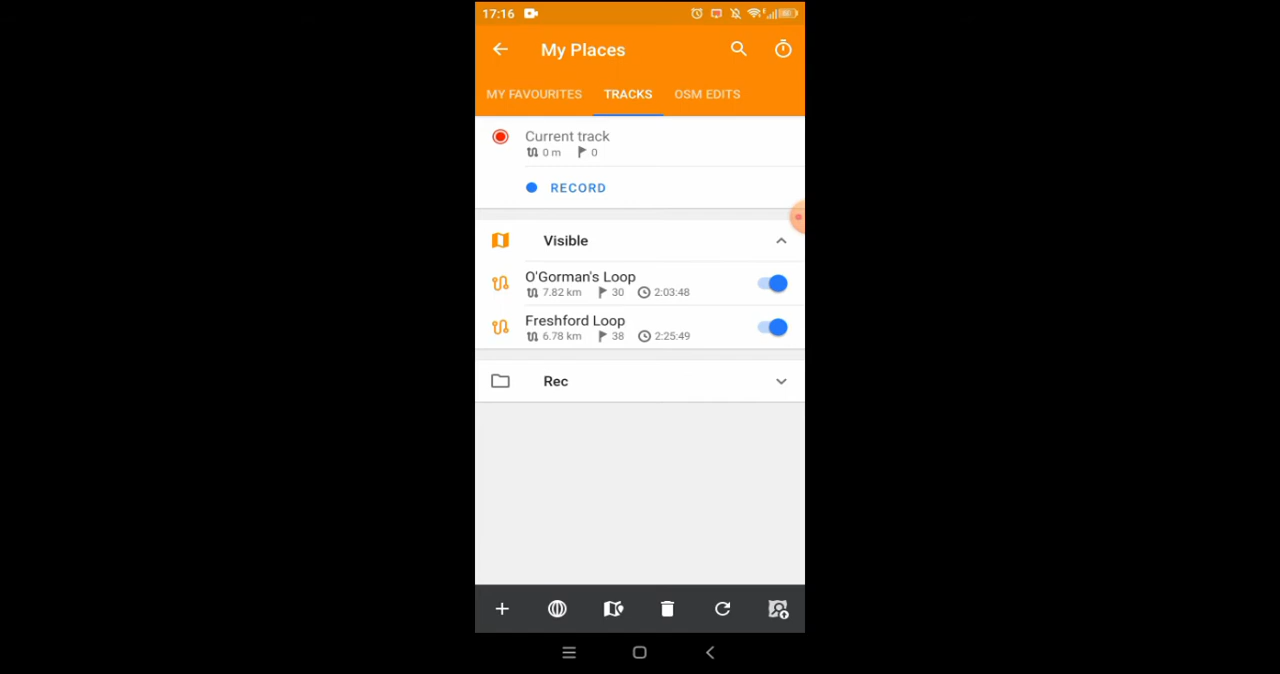 17:16
My Places
MY FAVOURITES TRACKS OSM EDITS
Current track
0 m 0
RECORD
Visible
O'Gorman's Loop
7.82 km 30 2:03:48
Freshford Loop
6.78 km 38 2:25:49
Rec